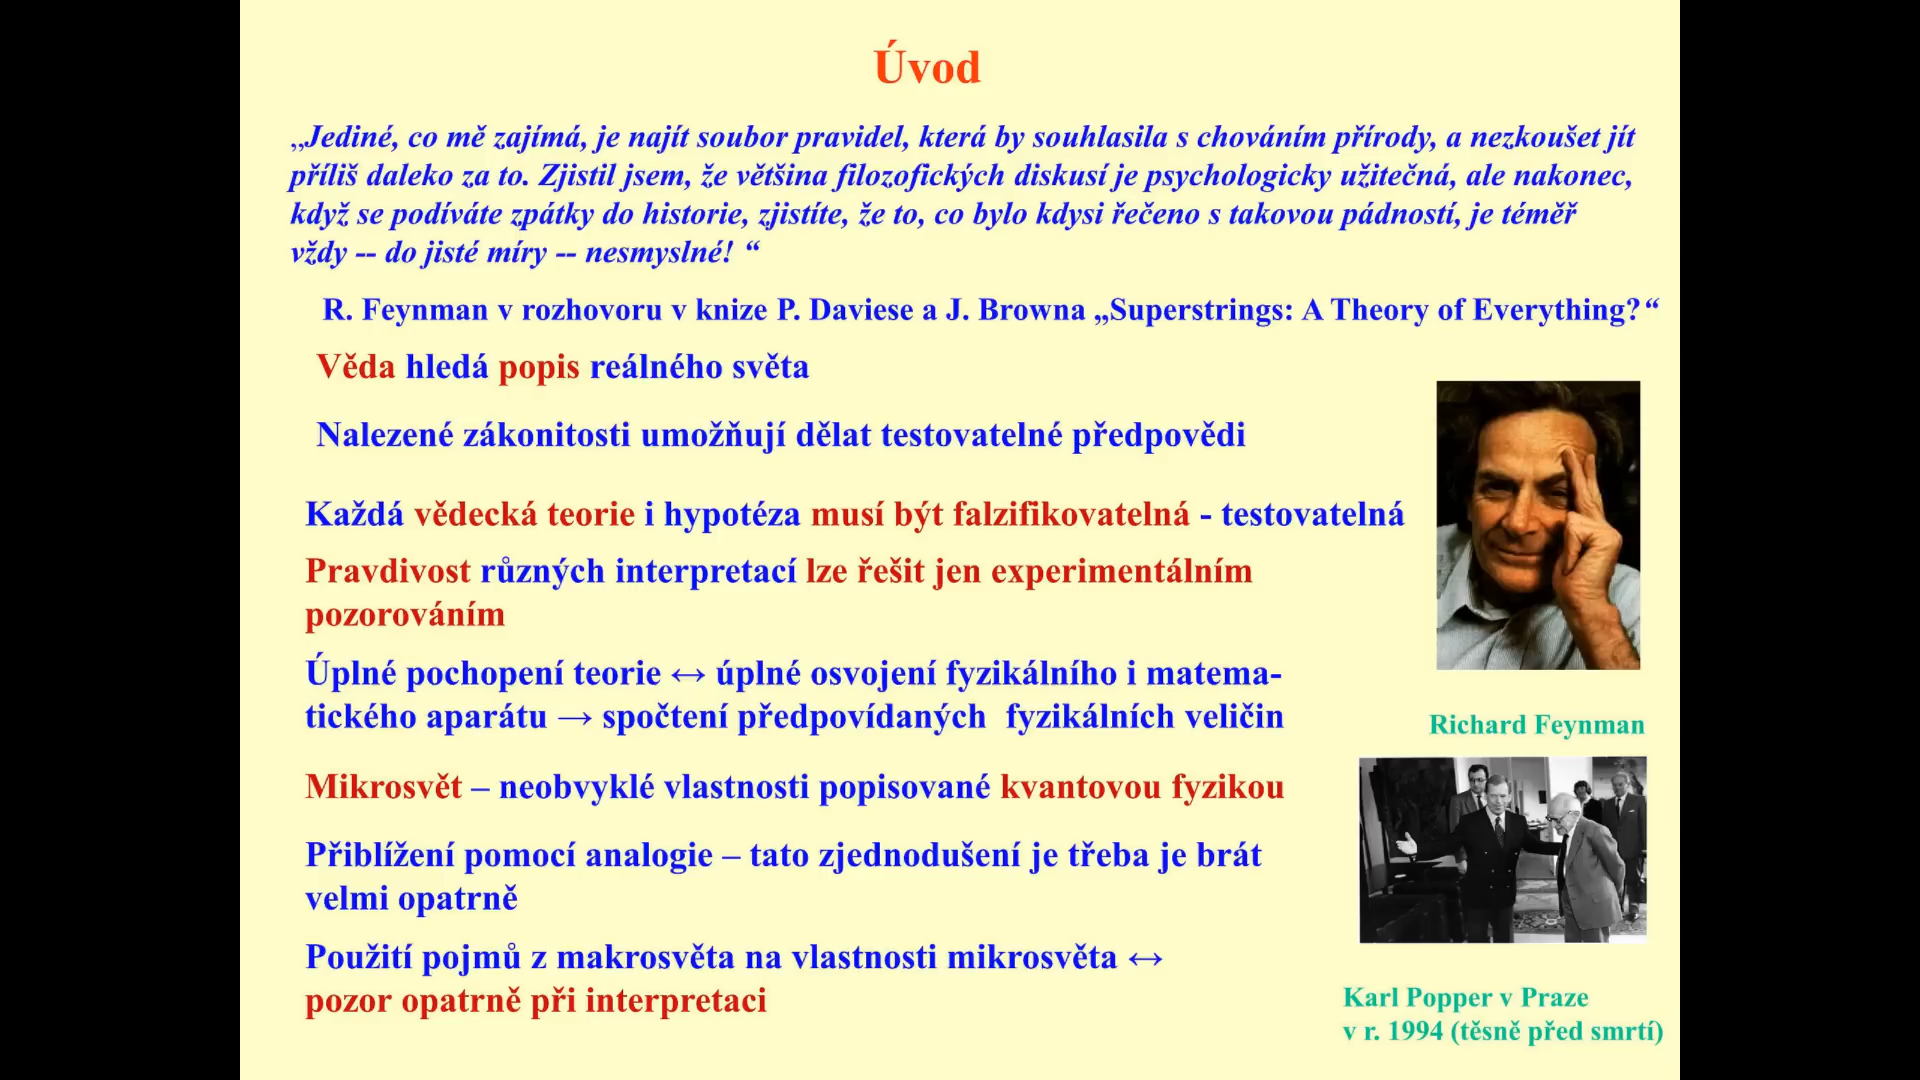 Úvod
„Jediné, co mě zajímá, je najít soubor pravidel, která by souhlasila s chováním přírody, a nezkoušet jít
příliš daleko za to. Zjistil jsem, že většina filozofických diskusí je psychologicky užitečná, ale nakonec,
když se podíváte zpátky do historie, zjistíte, že to, co bylo kdysi řečeno s takovou pádností, je téměř
vždy -- do jisté míry -- nesmyslné! “
R. Feynman v rozhovoru v knize P. Daviese a J. Browna „Superstrings: A Theory of Everything?“
Věda hledá popis reálného světa
Nalezené zákonitosti umožňují dělat testovatelné předpovědi
Každá vědecká teorie i hypotéza musí být falzifikovatelná - testovatelná
Pravdivost různých interpretací lze řešit jen experimentálním
pozorováním
Úplné pochopení teorie ↔ úplné osvojení fyzikálního i matema-
tického aparátu → spočtení předpovídaných fyzikálních veličin
Richard Feynman
Mikrosvět – neobvyklé vlastnosti popisované kvantovou fyzikou
Přiblížení pomocí analogie – tato zjednodušení je třeba je brát
velmi opatrně
Použití pojmů z makrosvěta na vlastnosti mikrosvěta ↔
pozor opatrně při interpretaci
Karl Popper v Praze
v r. 1994 (těsně před smrtí)